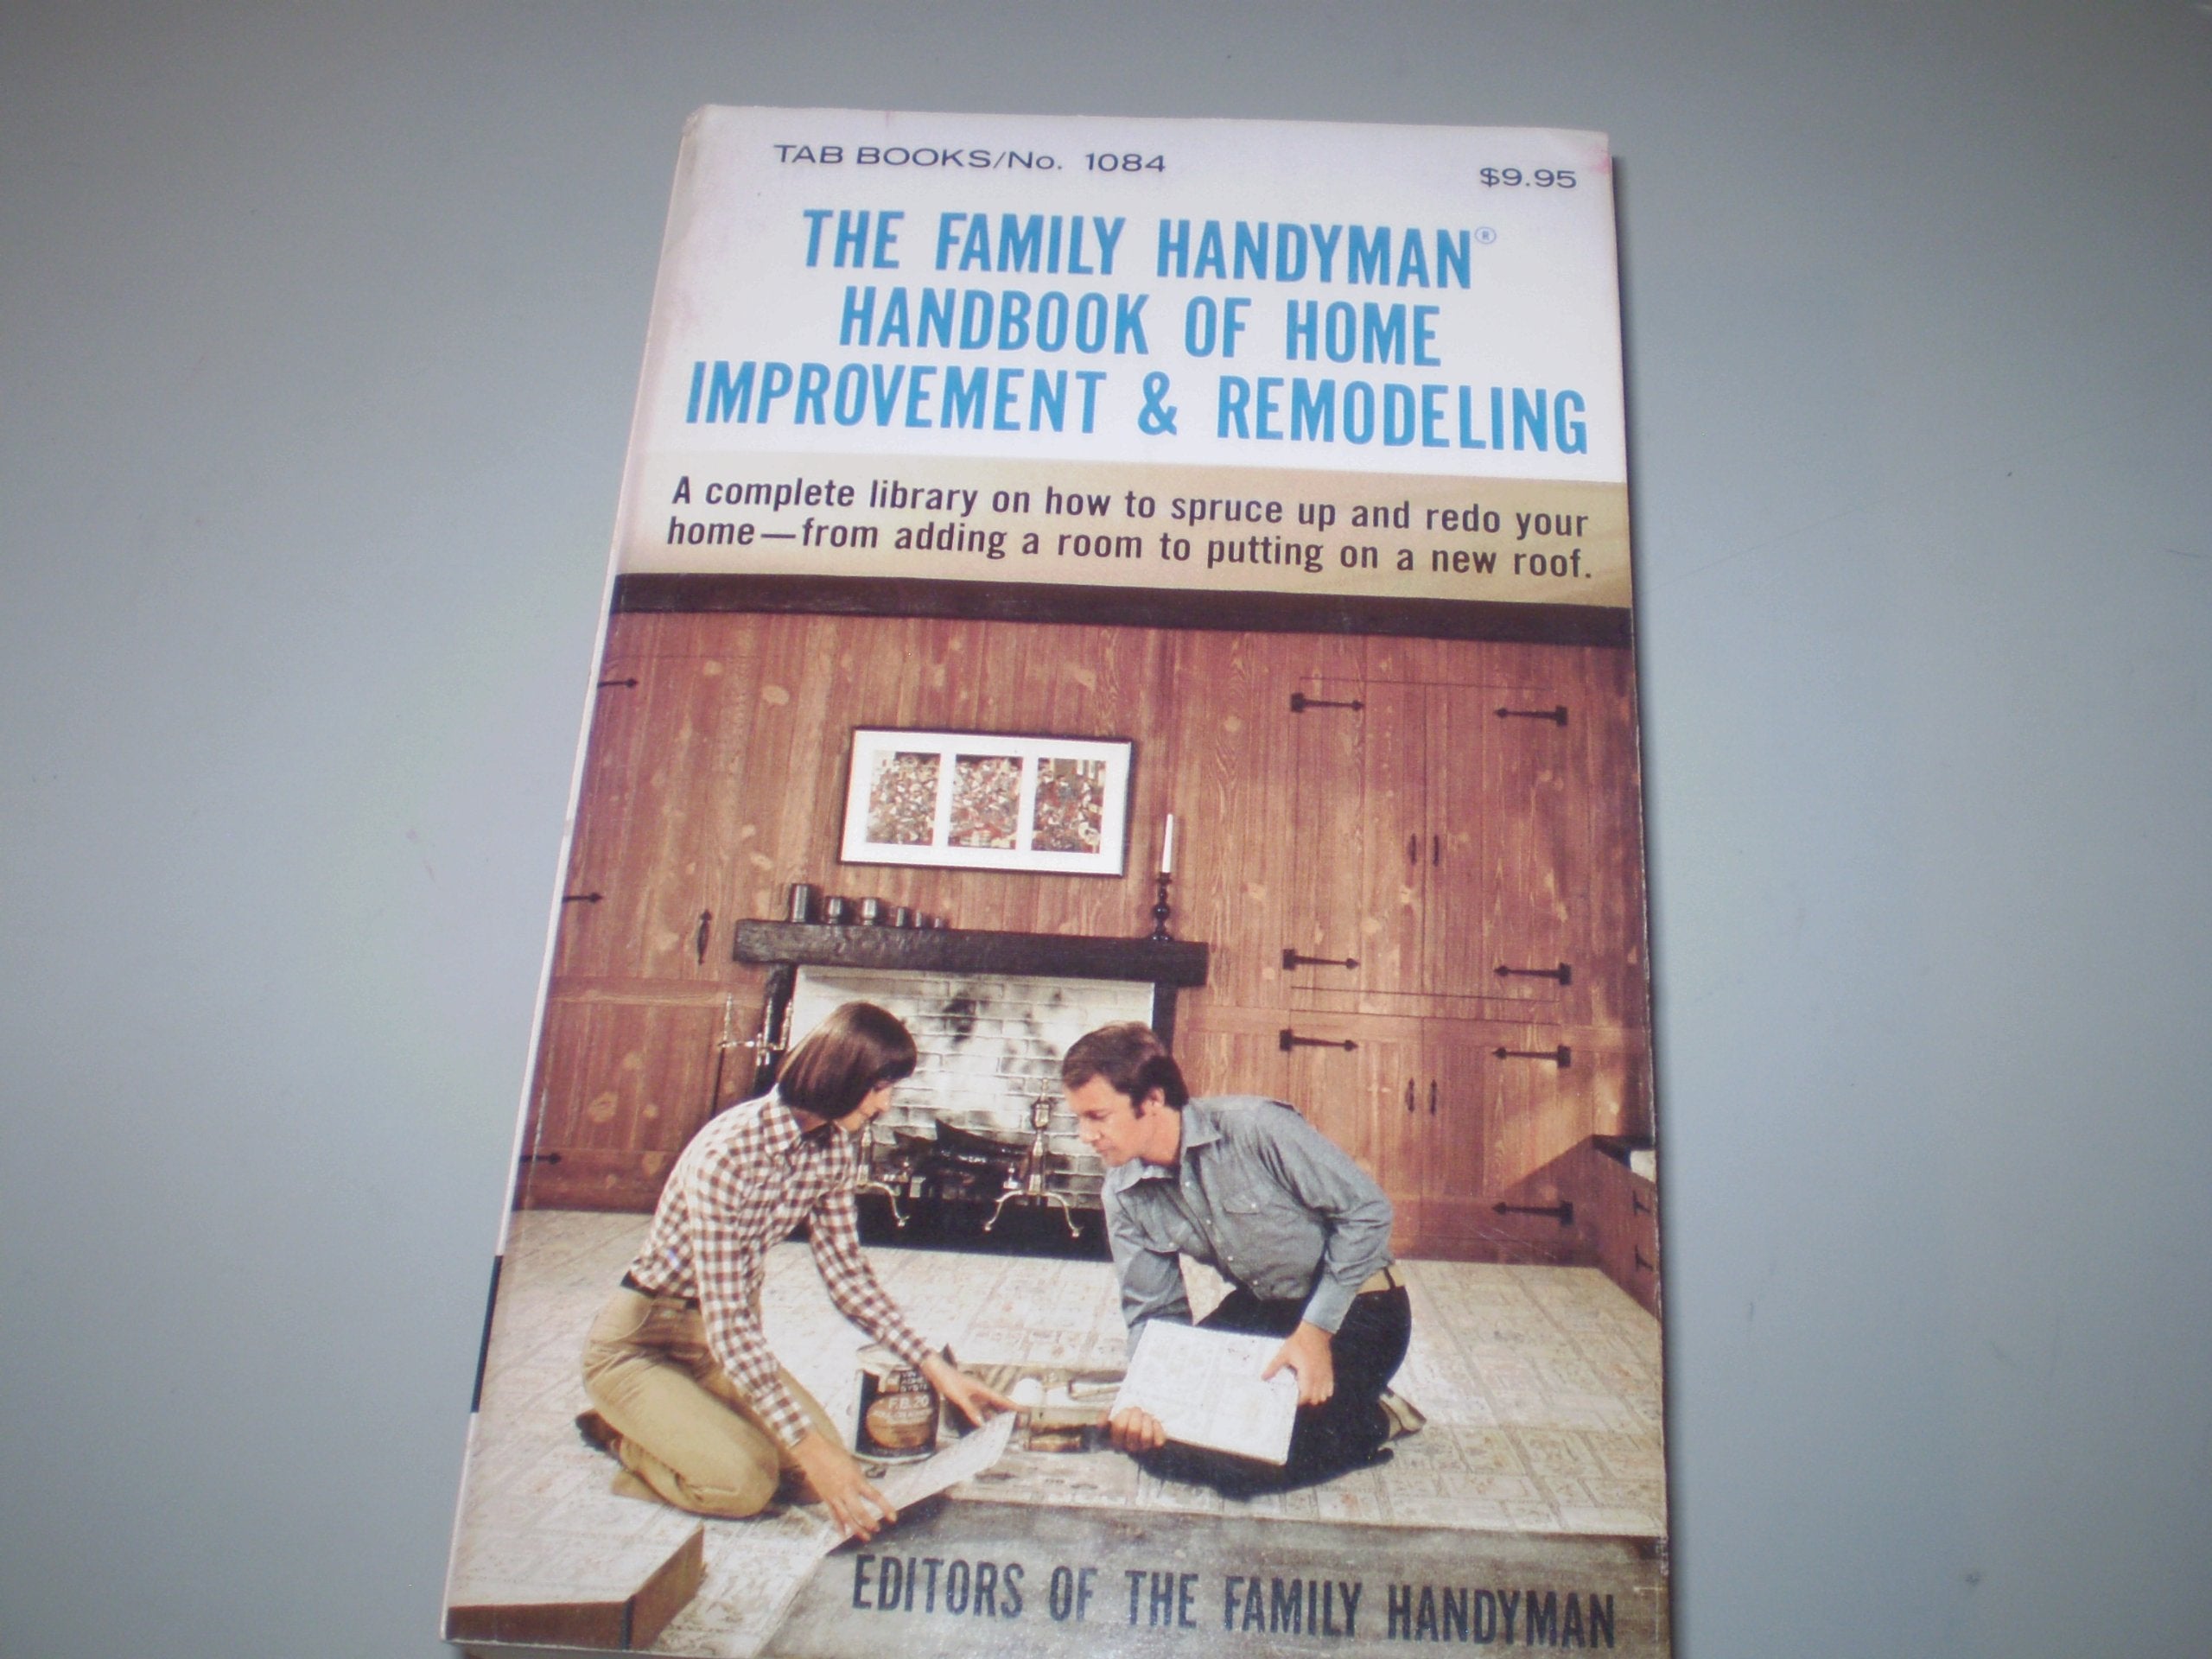 TAB BOOKS/No. 1084
$9.95
THE FAMILY HANDYMAN®
HANDBOOK OF HOME
IMPROVEMENT & REMODELING
A complete library on how to spruce up and redo your
home—from adding a room to putting on a new roof.
F.B.20
EDITORS OF THE FAMILY HANDYMAN